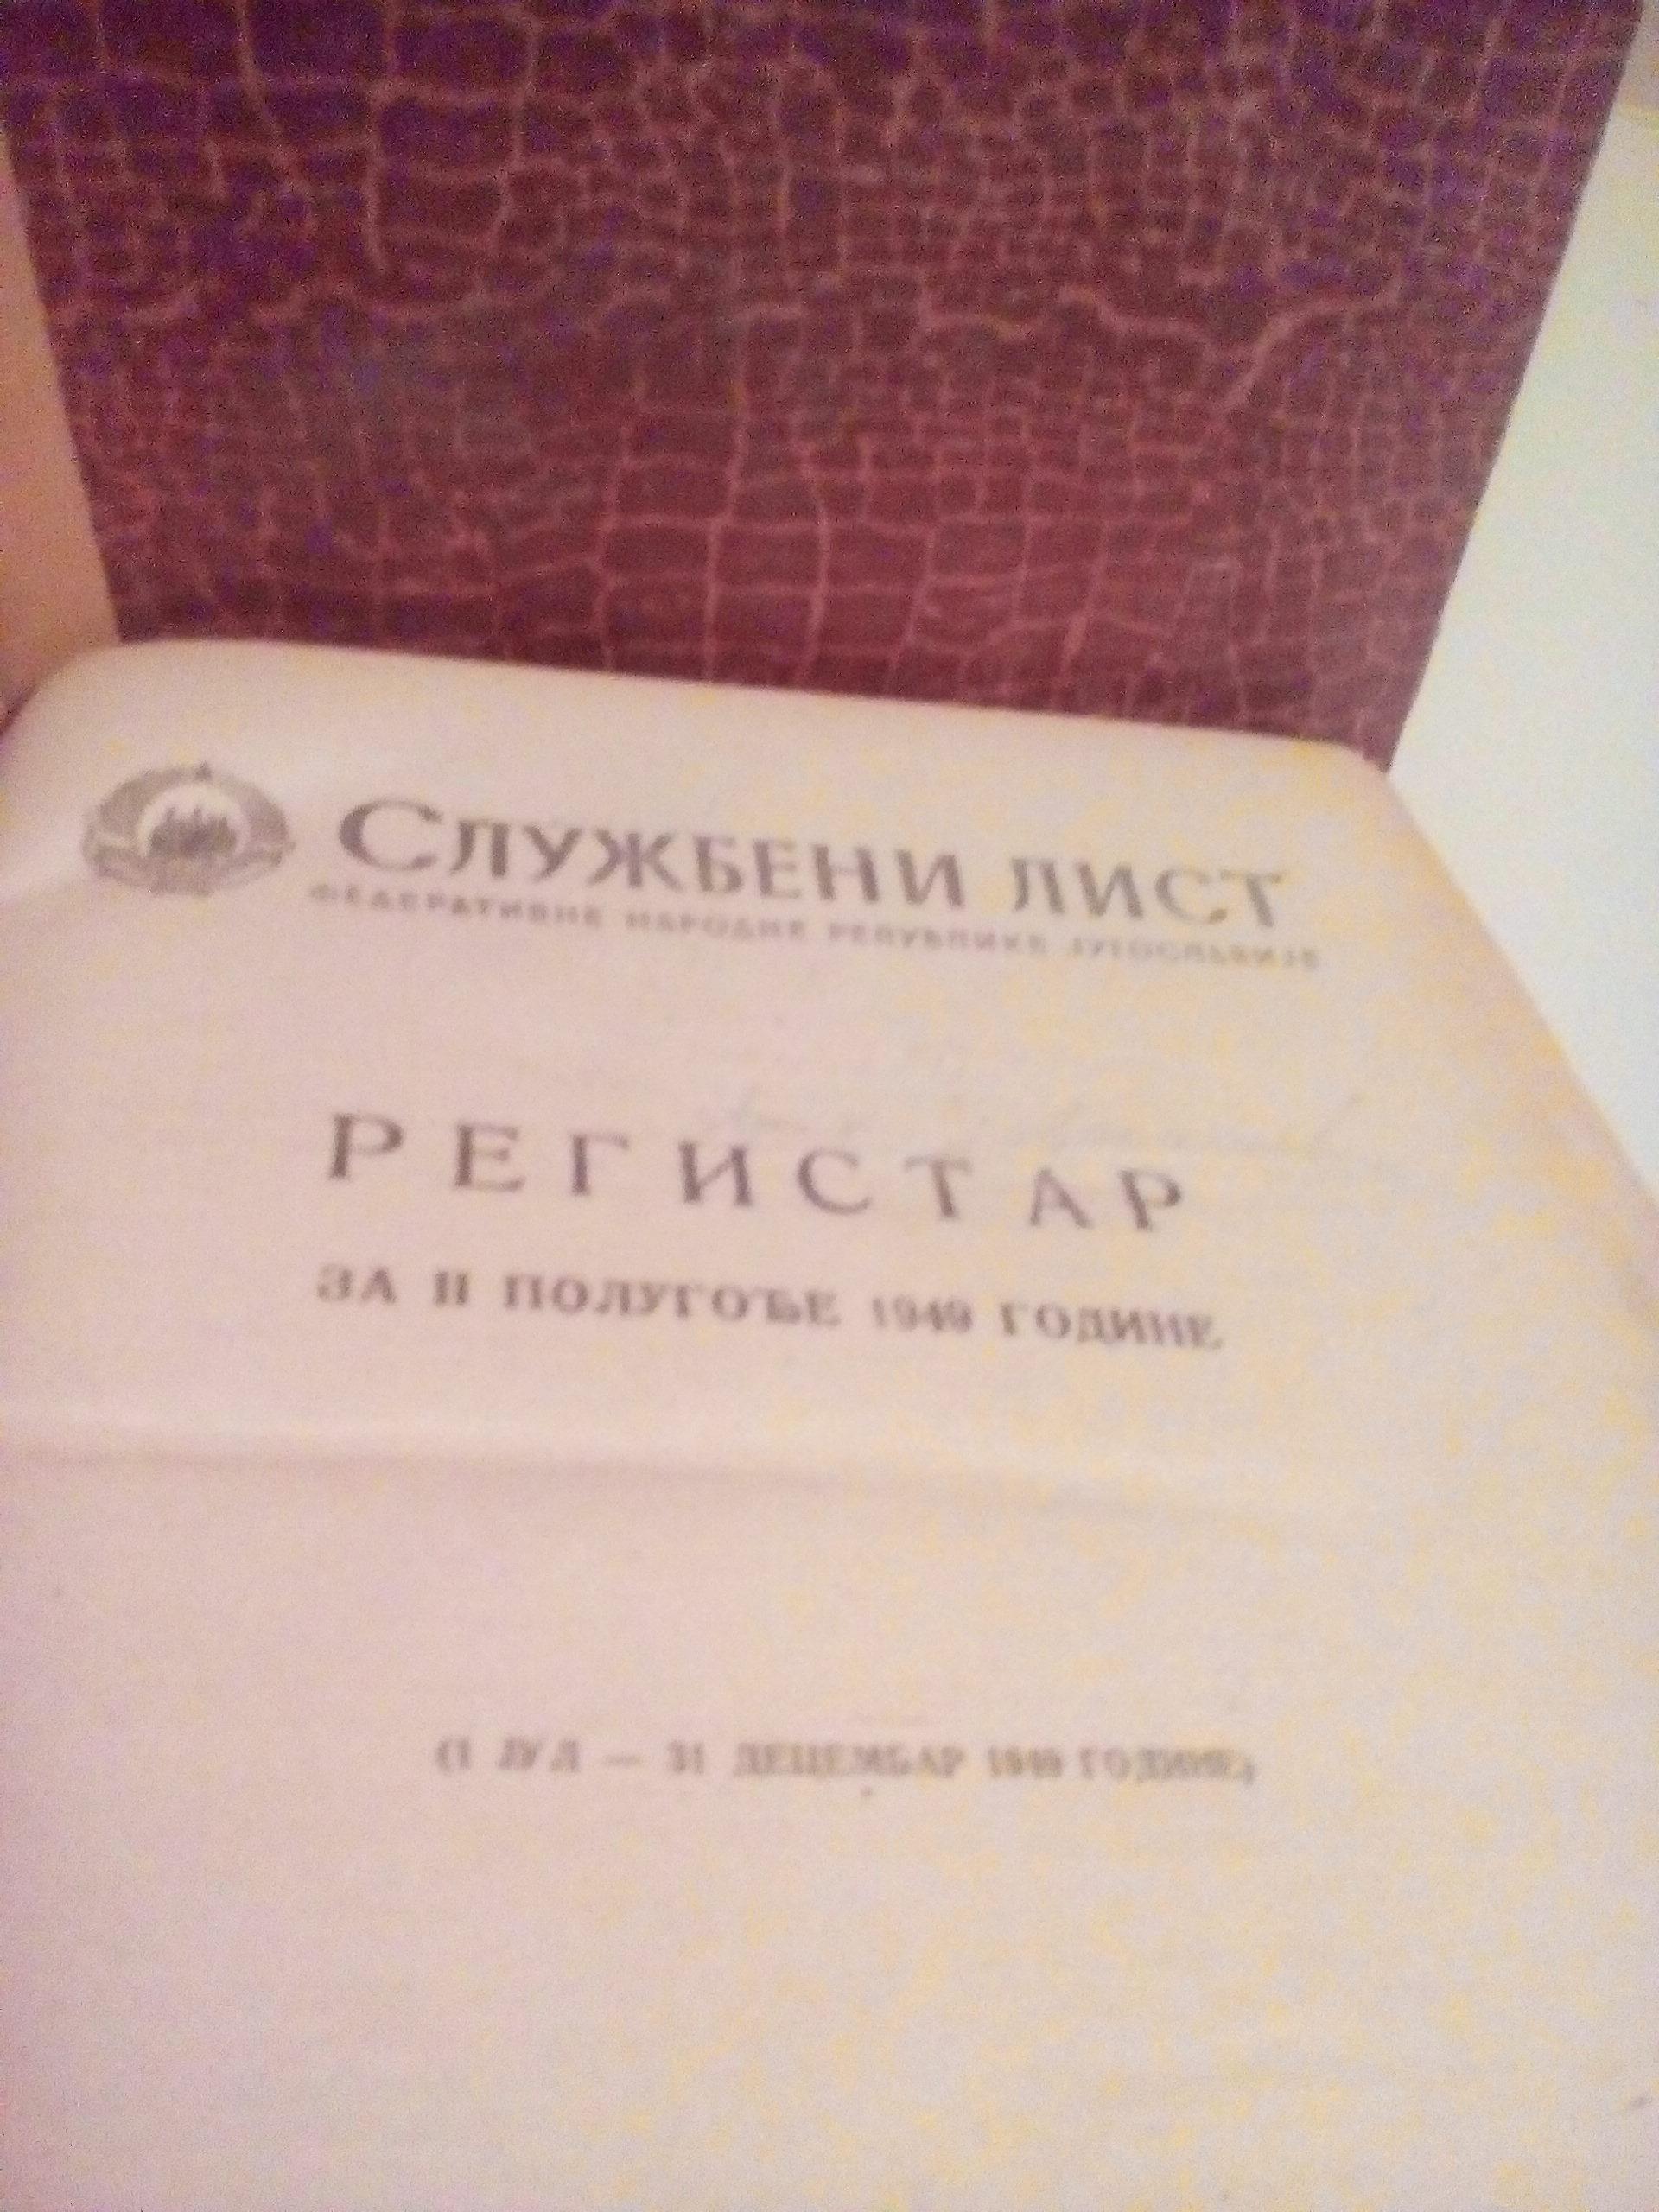 СЛУЖБЕНИ ЛИСТ
ФЕДЕРАТИВНЕ НАРОДНЕ РЕПУБЛИКЕ ЈУГОСЛАВИЈЕ
РЕГИСТАР
ЗА II ПОЛУГОЂЕ 1949 ГОДИНЕ
(1 ЈУЛ — 31 ДЕЦЕМБАР 1949 ГОДИНЕ)